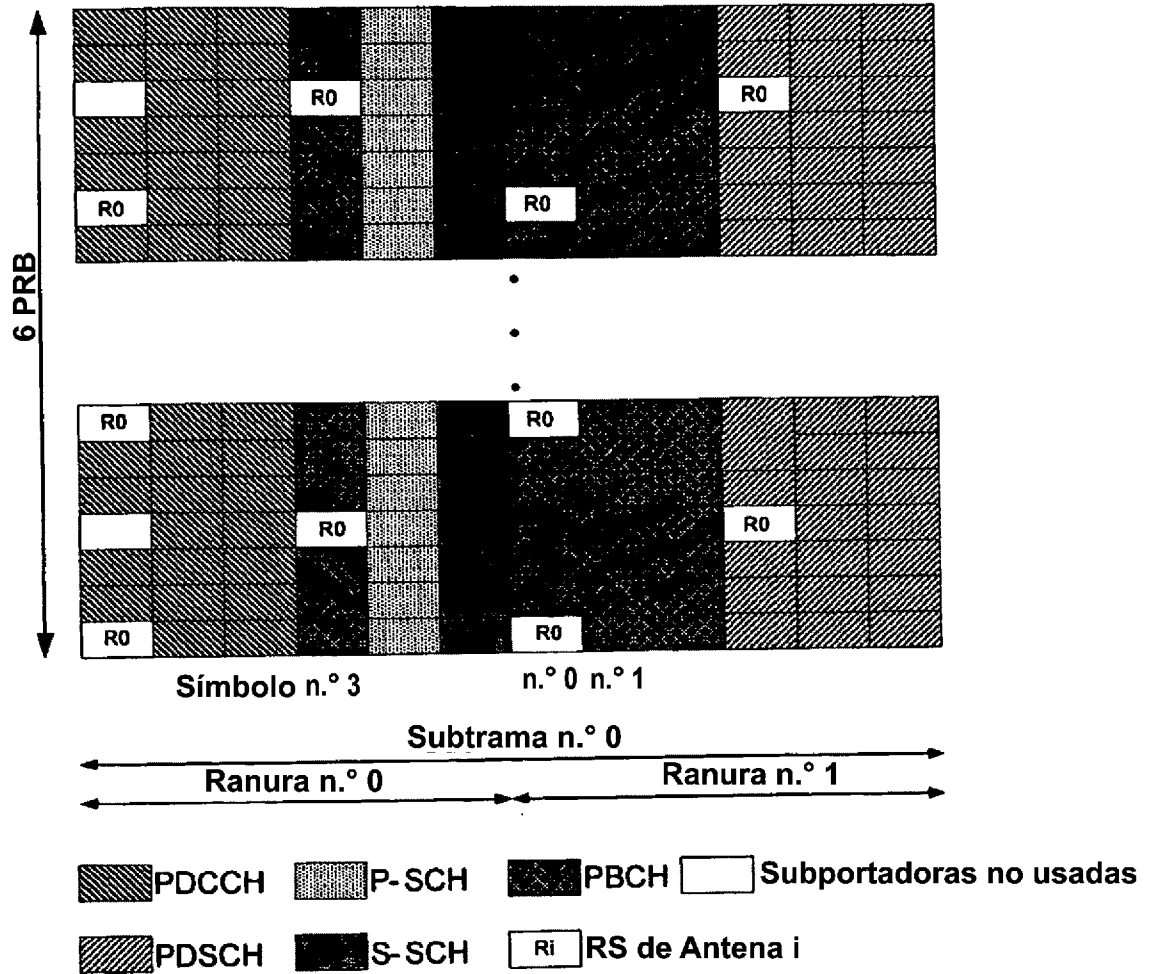 6 PRB
R0
R0
R0
R0
R0
R0
R0
R0
R0
R0
Símbolo n.° 3
n.° 0 n.° 1
Subtrama n.° 0
Ranura n.° 0
Ranura n.° 1
PDCCH
P-SCH
PBCH
Subportadoras no usadas
PDSCH
S-SCH
Ri
RS de Antena i